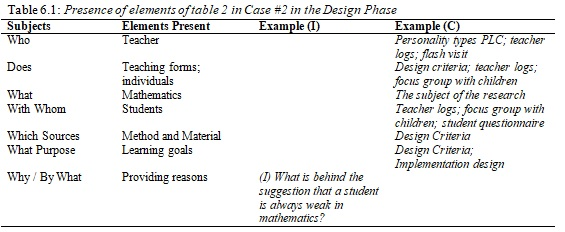 Table 6.1: Presence of elements of table 2 in Case #2 in the Design Phase
Subjects Elements Present Example (I) Example (C)
Who Teacher Personality types PLC; teacher
logs; flash visit
Does Teaching forms; Design criteria; teacher logs;
individuals focus group with children
What Mathematics The subject of the research
With Whom Students Teacher logs; focus group with
children; student questionnaire
Which Sources Method and Material Design Criteria
What Purpose Learning goals Design Criteria;
Implementation design
Why / By What Providing reasons (I) What is behind the
suggestion that a student
is always weak in
mathematics?